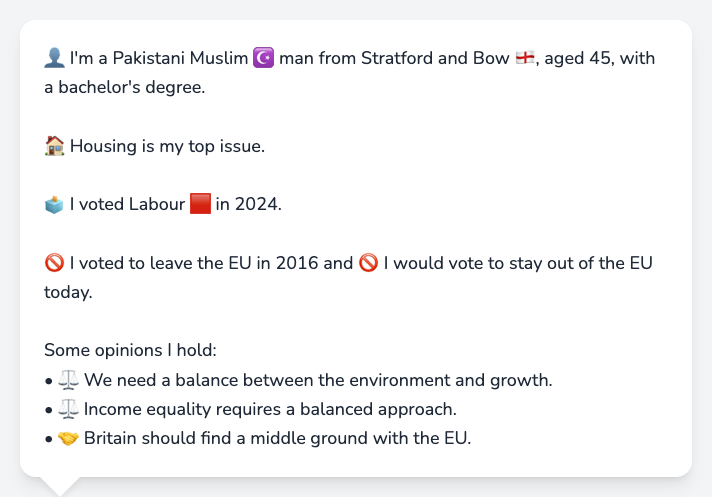 👤 I'm a Pakistani Muslim ☪️ man from Stratford and Bow 🏴󠁧󠁢󠁥󠁮󠁧󠁿, aged 45, with
a bachelor's degree.
🏠 Housing is my top issue.
🗳️ I voted Labour 🟥 in 2024.
🚫 I voted to leave the EU in 2016 and 🚫 I would vote to stay out of the EU
today.
Some opinions I hold:
• ⚖️ We need a balance between the environment and growth.
• ⚖️ Income equality requires a balanced approach.
• 🤝 Britain should find a middle ground with the EU.